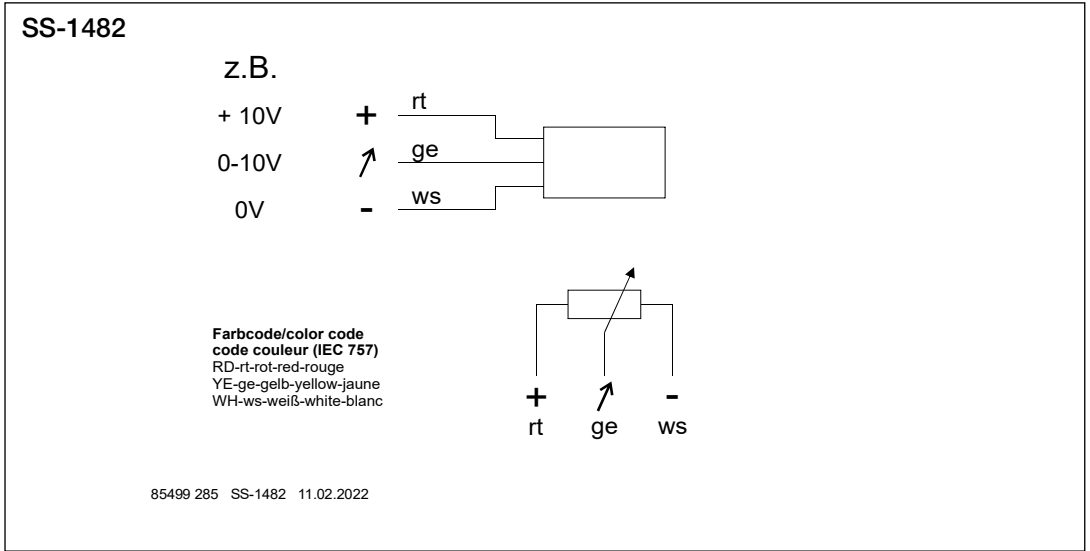 SS-1482
z.B.
+ 10V + rt
0-10V ge
0V - ws
Farbcode/color code
code couleur (IEC 757)
RD-rt-rot-red-rouge
YE-ge-gelb-yellow-jaune
WH-ws-weiß-white-blanc
+ -
rt ge ws
85499 285 SS-1482 11.02.2022